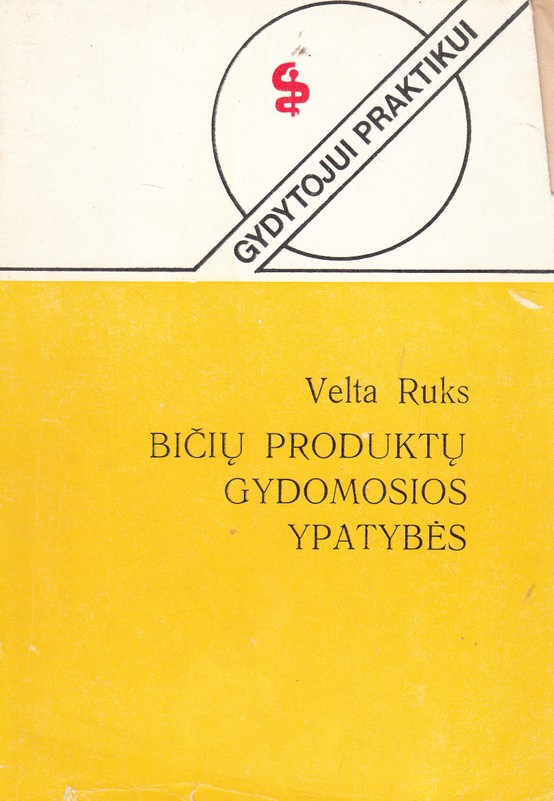 GYDYTOJUI PRAKTIKUI
Velta Ruks
BIČIŲ PRODUKTŲ
GYDOMOSIOS
YPATYBĖS